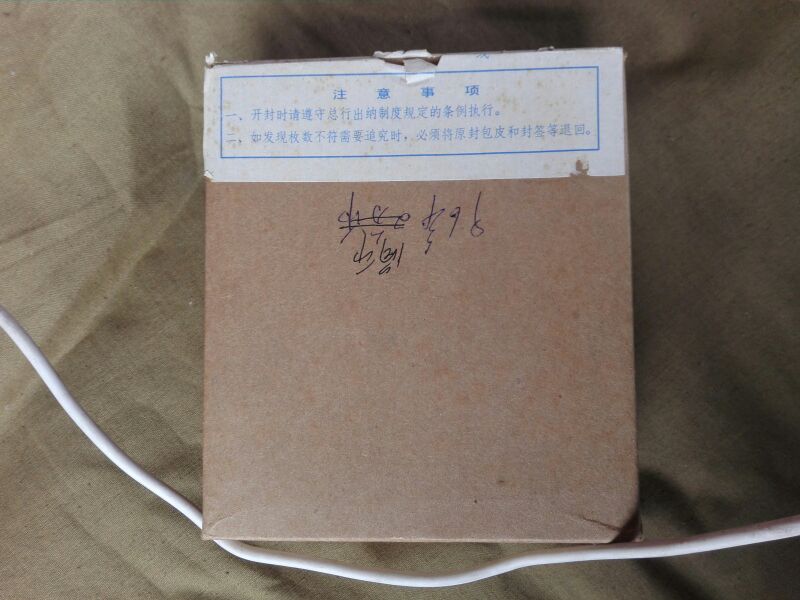 注意事项
一、开封时请遵守总行出纳制度规定的条例执行。
二、如发现枚数不符需要追究时，必须将原封包皮和封签等退回。